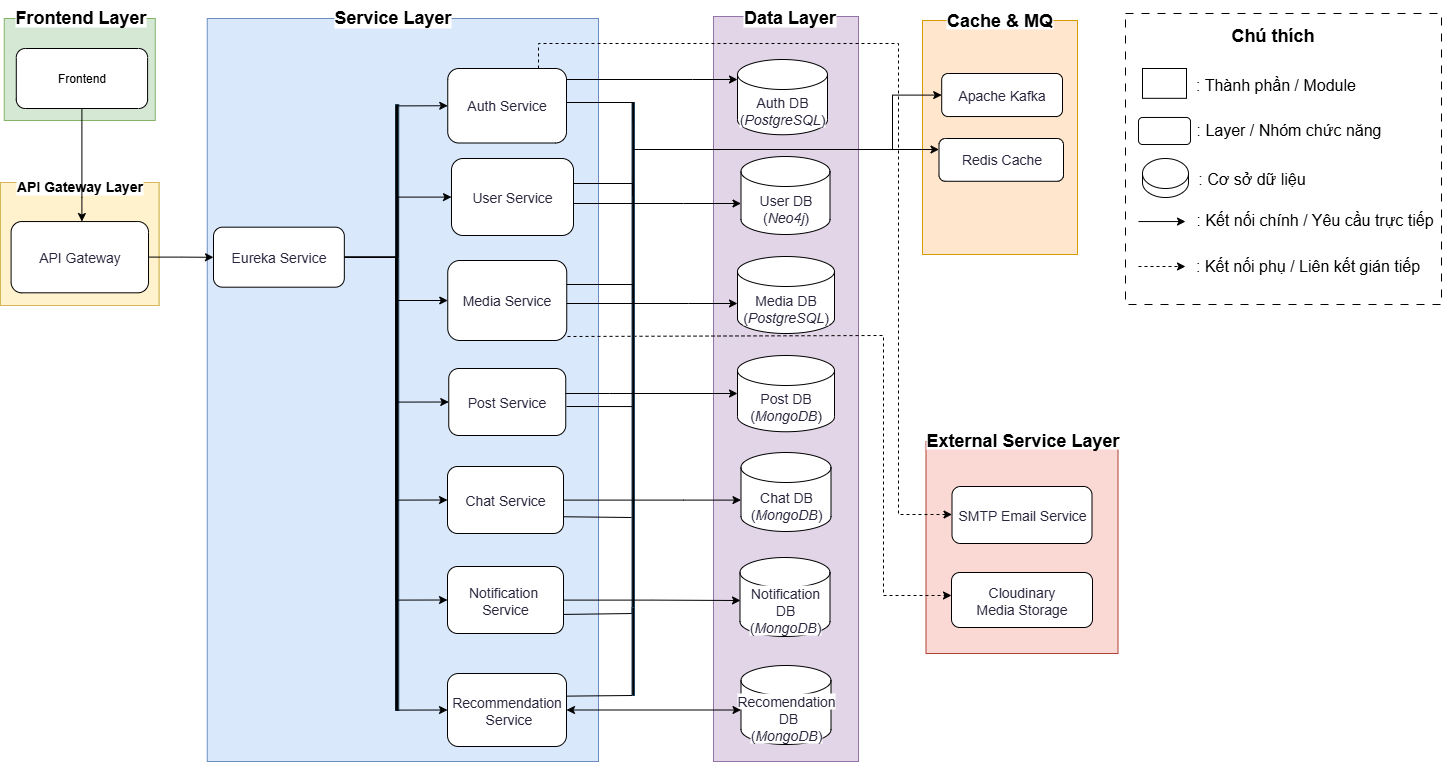 Frontend Layer
Frontend
API Gateway Layer
API Gateway
Service Layer
Eureka Service
Auth Service
User Service
Media Service
Post Service
Chat Service
Notification
Service
Recommendation
Service
Data Layer
Auth DB
(PostgreSQL)
User DB
(Neo4j)
Media DB
(PostgreSQL)
Post DB
(MongoDB)
Chat DB
(MongoDB)
Notification
DB
(MongoDB)
Recomendation
DB
(MongoDB)
Cache & MQ
Apache Kafka
Redis Cache
External Service Layer
SMTP Email Service
Cloudinary
Media Storage
Chú thích
: Thành phần / Module
: Layer / Nhóm chức năng
: Cơ sở dữ liệu
: Kết nối chính / Yêu cầu trực tiếp
: Kết nối phụ / Liên kết gián tiếp